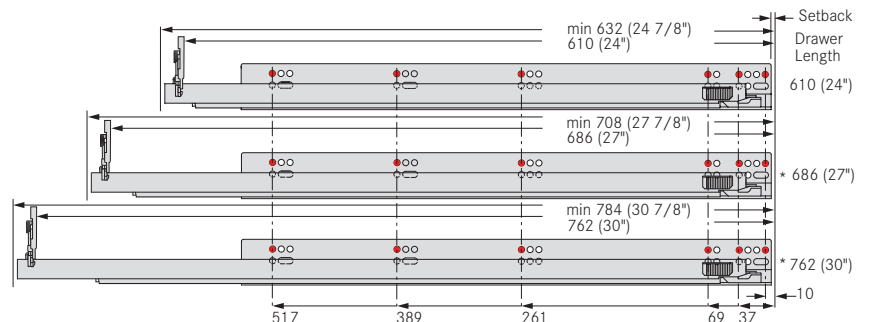 min 632 (24 7/8") Setback
610 (24") Drawer
Length
610 (24")
min 708 (27 7/8")
686 (27")
* 686 (27")
min 784 (30 7/8")
762 (30")
* 762 (30")
10
517 389 261 69 37